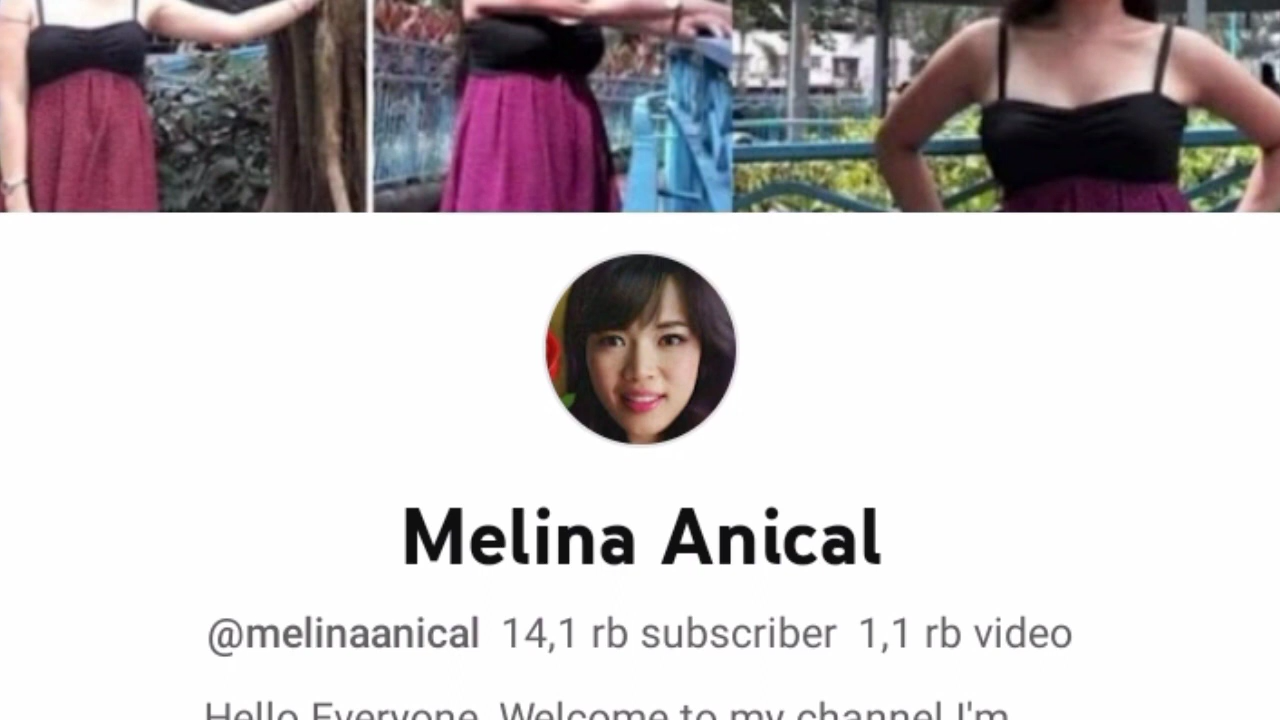 Melina Anical
@melinaanical 14,1 rb subscriber 1,1 rb video
Hello Everyone. Welcome to my channel I'm